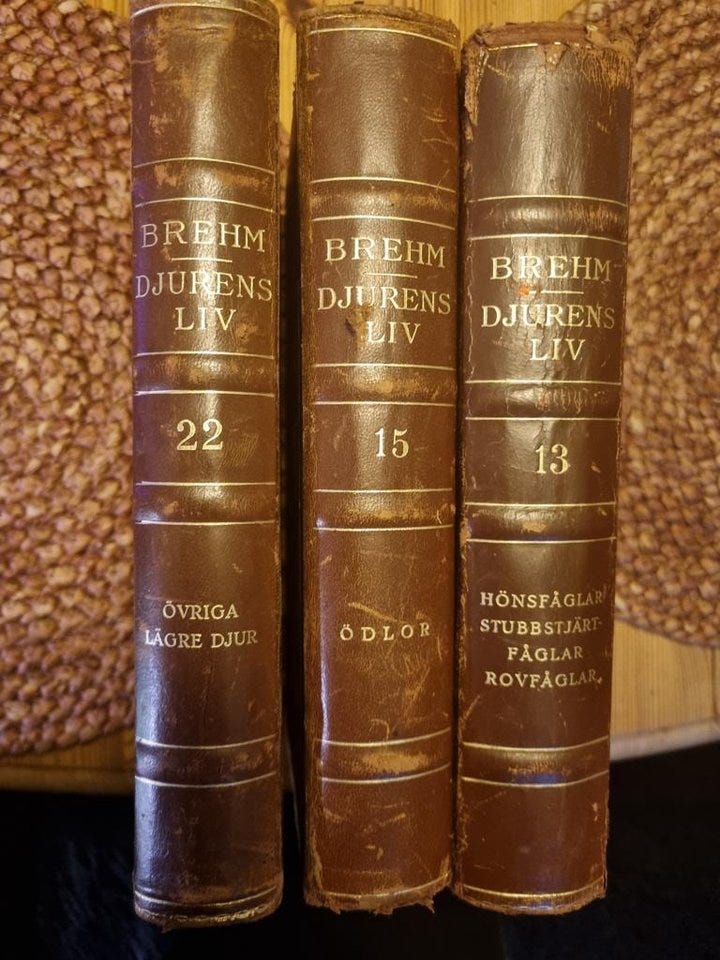 BREHM
DJURENS
LIV
22
ÖVRIGA
LÄGRE DJUR
BREHM
DJURENS
LIV
15
ÖDLOR
BREHM
DJURENS
LIV
13
HÖNSFÅGLAR
STUBBSTJÄRT-
FÅGLAR
ROVFÅGLAR